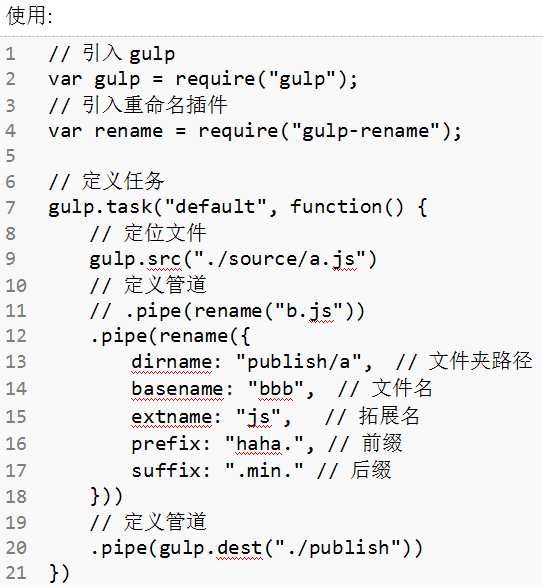 使用:
1 // 引入 gulp
2 var gulp = require("gulp");
3 // 引入重命名插件
4 var rename = require("gulp-rename");
5
6 // 定义任务
7 gulp.task("default", function() {
8     // 定位文件
9     gulp.src("./source/a.js")
10     // 定义管道
11     // .pipe(rename("b.js"))
12     .pipe(rename({
13         dirname: "publish/a",  // 文件夹路径
14         basename: "bbb",  // 文件名
15         extname: "js",   // 拓展名
16         prefix: "haha.", // 前缀
17         suffix: ".min." // 后缀
18     }))
19     // 定义管道
20     .pipe(gulp.dest("./publish"))
21 })